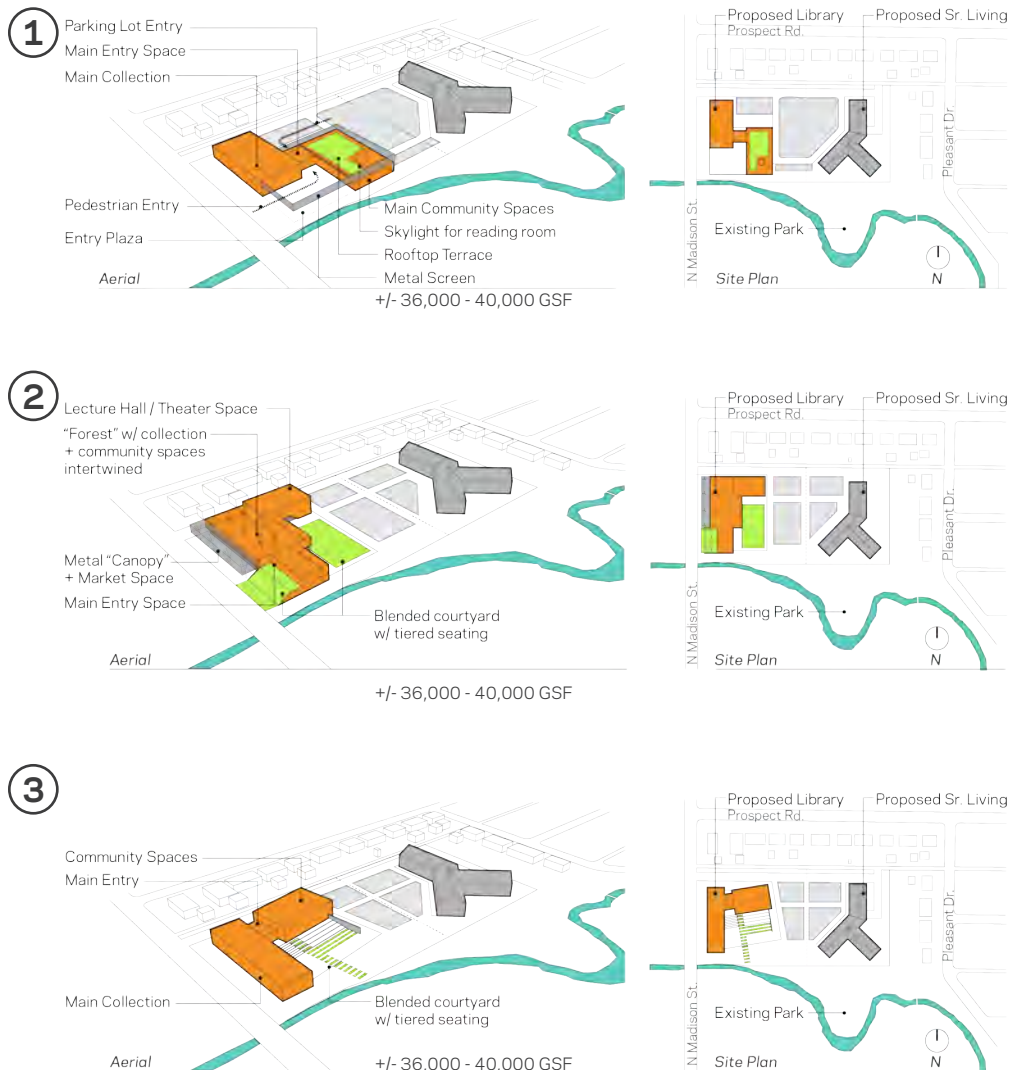 1
Parking Lot Entry
Main Entry Space
Main Collection
Pedestrian Entry
Entry Plaza
Aerial
Main Community Spaces
Skylight for reading room
Rooftop Terrace
Metal Screen
+/- 36,000 - 40,000 GSF
Proposed Library
Proposed Sr. Living
Prospect Rd.
Pleasant Dr.
N Madison St.
Existing Park
Site Plan
N
2
Lecture Hall / Theater Space
"Forest" w/ collection
+ community spaces
intertwined
Metal "Canopy"
+ Market Space
Main Entry Space
Blended courtyard
w/ tiered seating
Aerial
+/- 36,000 - 40,000 GSF
Proposed Library
Proposed Sr. Living
Prospect Rd.
Pleasant Dr.
N Madison St.
Existing Park
Site Plan
N
3
Community Spaces
Main Entry
Main Collection
Blended courtyard
w/ tiered seating
Aerial
+/- 36,000 - 40,000 GSF
Proposed Library
Proposed Sr. Living
Prospect Rd.
Pleasant Dr.
N Madison St.
Existing Park
Site Plan
N